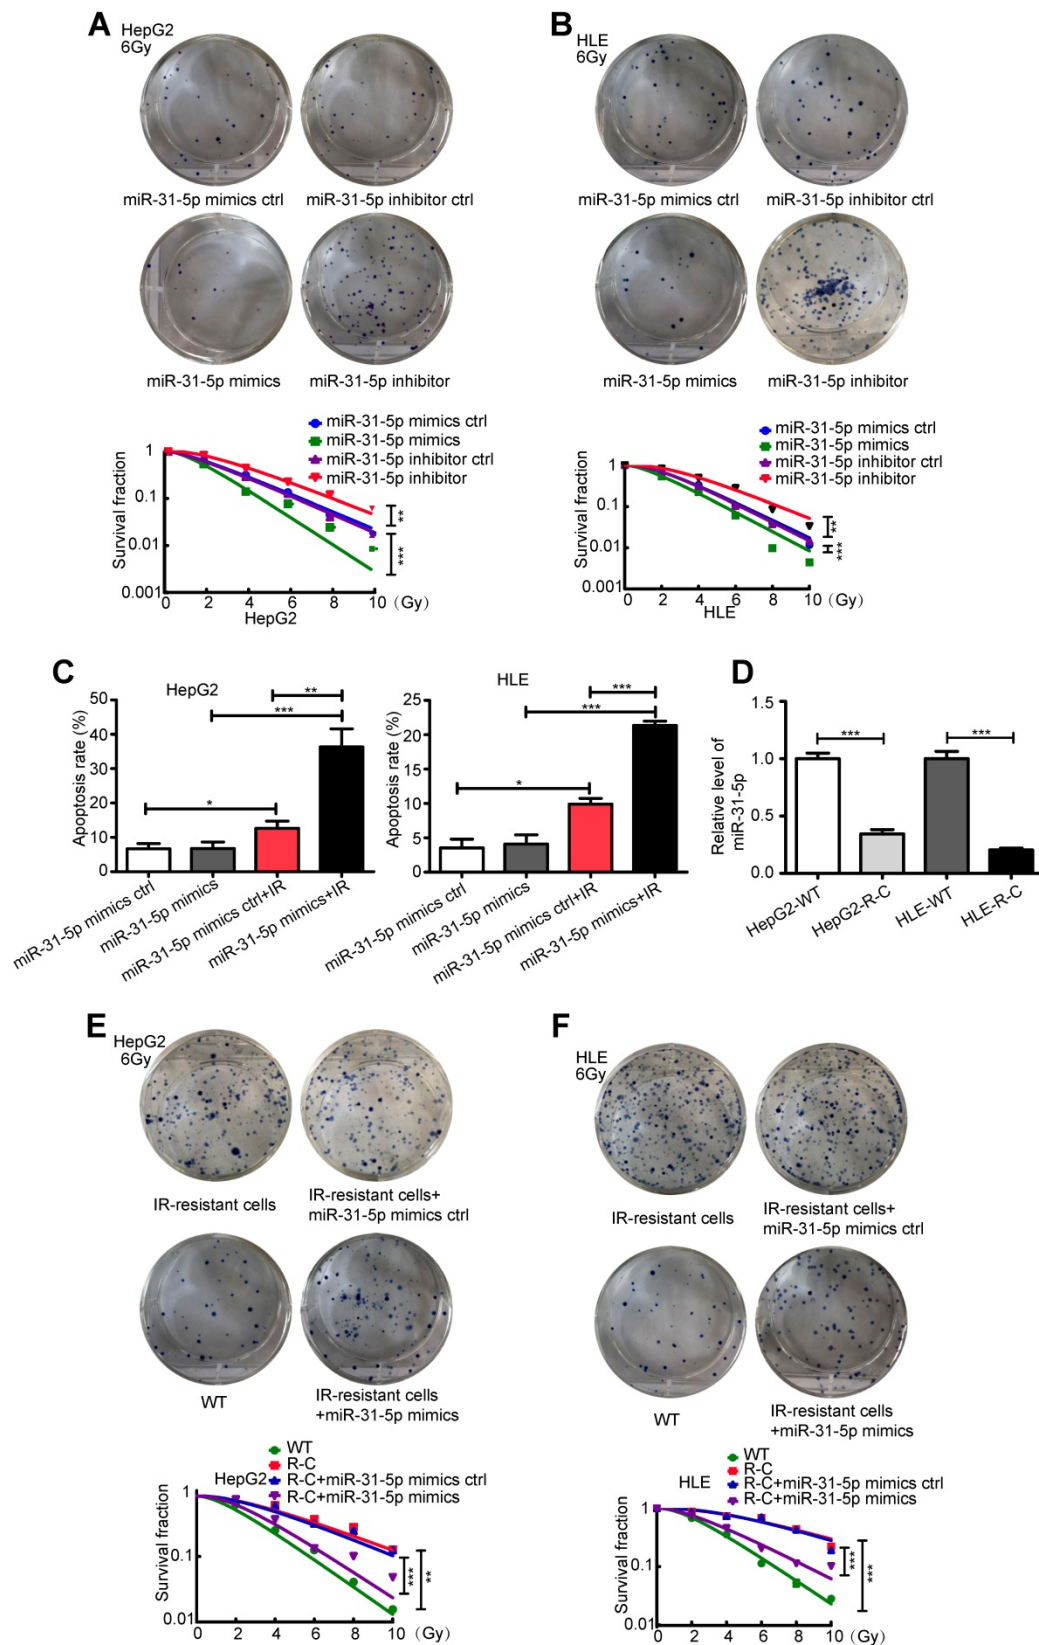 A
HepG2
6Gy
miR-31-5p mimics ctrl
miR-31-5p inhibitor ctrl
miR-31-5p mimics
miR-31-5p inhibitor
miR-31-5p mimics ctrl
miR-31-5p mimics
miR-31-5p inhibitor ctrl
miR-31-5p inhibitor
Survival fraction
1
0.1
0.01
0.001
0 2 4 6 8 10 (Gy)
HepG2
**
***
B
HLE
6Gy
miR-31-5p mimics ctrl
miR-31-5p inhibitor ctrl
miR-31-5p mimics
miR-31-5p inhibitor
miR-31-5p mimics ctrl
miR-31-5p mimics
miR-31-5p inhibitor ctrl
miR-31-5p inhibitor
Survival fraction
1
0.1
0.01
0.001
0 2 4 6 8 10 (Gy)
HLE
**
***
C
HepG2
Apoptosis rate (%)
50
40
30
20
10
0
**
***
*
miR-31-5p mimics ctrl
miR-31-5p mimics
miR-31-5p mimics ctrl+IR
miR-31-5p mimics+IR
HLE
Apoptosis rate (%)
25
20
15
10
5
0
***
***
*
miR-31-5p mimics ctrl
miR-31-5p mimics
miR-31-5p mimics ctrl+IR
miR-31-5p mimics+IR
D
Relative level of
miR-31-5p
1.5
1.0
0.5
0.0
***
***
HepG2-WT
HepG2-R-C
HLE-WT
HLE-R-C
E
HepG2
6Gy
IR-resistant cells
IR-resistant cells+
miR-31-5p mimics ctrl
WT
IR-resistant cells
+miR-31-5p mimics
WT
R-C
R-C+miR-31-5p mimics ctrl
R-C+miR-31-5p mimics
HepG2
Survival fraction
1
0.1
0.01
0 2 4 6 8 10 (Gy)
***
**
F
HLE
6Gy
IR-resistant cells
IR-resistant cells+
miR-31-5p mimics ctrl
WT
IR-resistant cells
+miR-31-5p mimics
WT
R-C
R-C+miR-31-5p mimics ctrl
R-C+miR-31-5p mimics
HLE
Survival fraction
1
0.1
0.01
0 2 4 6 8 10 (Gy)
***
***